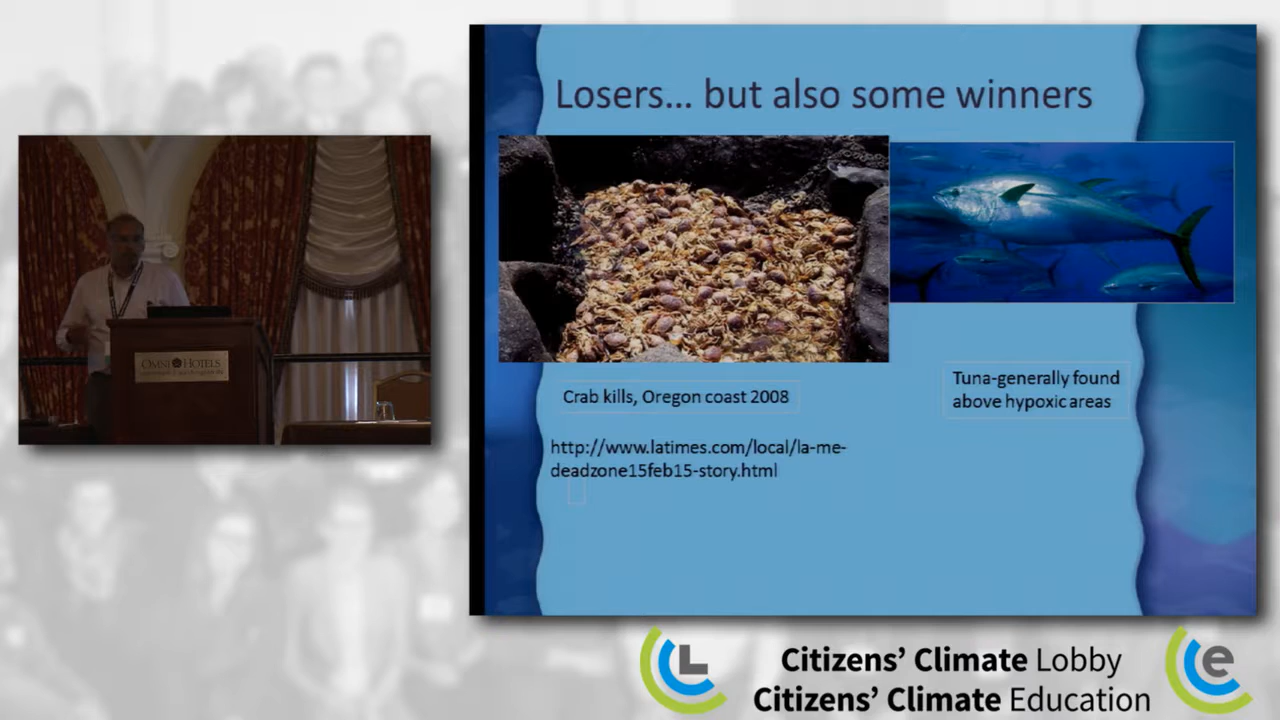 Losers... but also some winners
OMNI HOTELS
Crab kills, Oregon coast 2008
Tuna-generally found
above hypoxic areas
http://www.latimes.com/local/la-me-
deadzone15feb15-story.html
L
e
Citizens’ Climate Lobby
Citizens’ Climate Education